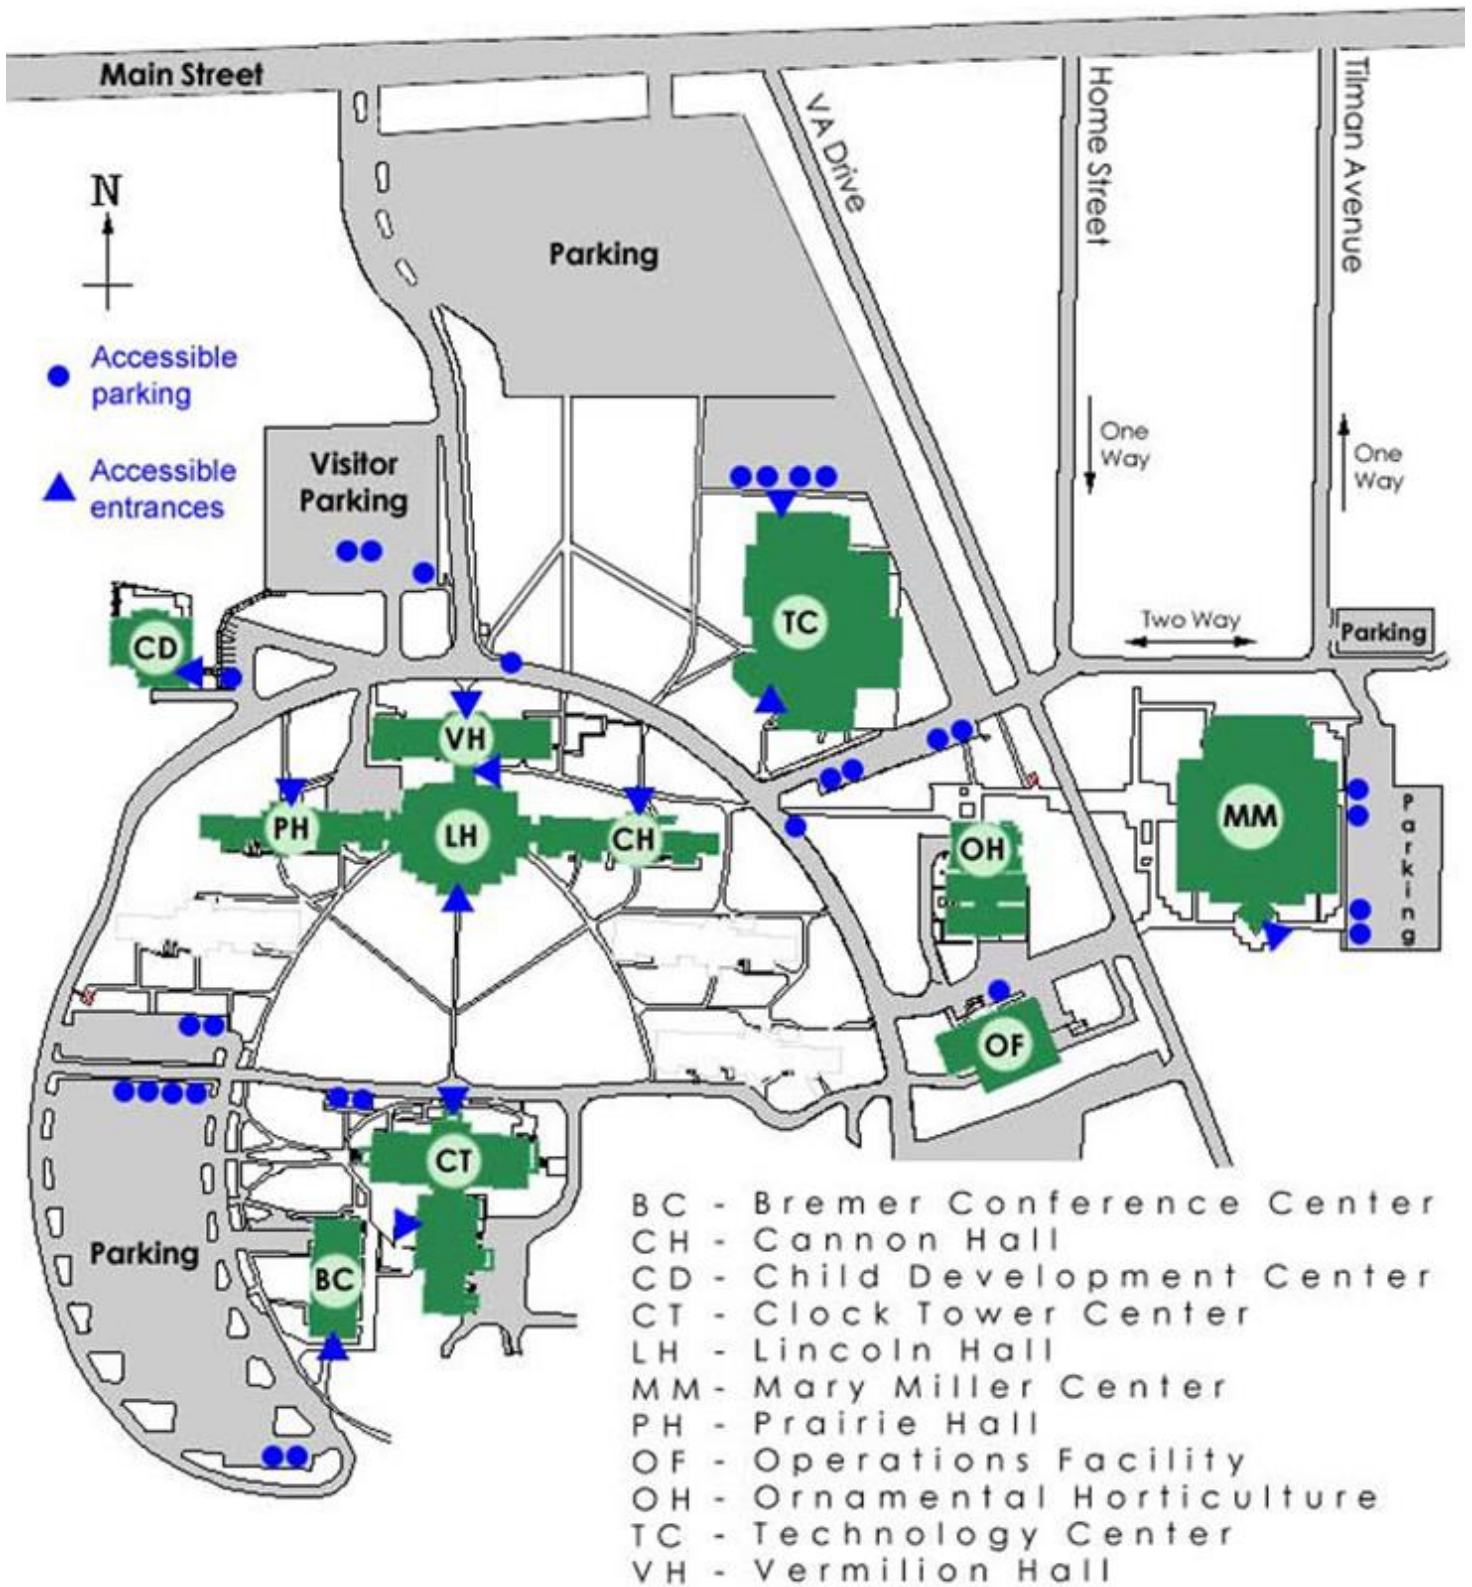 Main Street
VA Drive
Home Street
Tilman Avenue
N
Parking
Accessible
parking
Accessible
entrances
Visitor
Parking
One
Way
One
Way
Two Way
Parking
CD
TC
VH
PH
LH
CH
OH
MM
Parking
OF
CT
BC
Parking
BC - Bremer Conference Center
CH - Cannon Hall
CD - Child Development Center
CT - Clock Tower Center
LH - Lincoln Hall
MM - Mary Miller Center
PH - Prairie Hall
OF - Operations Facility
OH - Ornamental Horticulture
TC - Technology Center
VH - Vermilion Hall